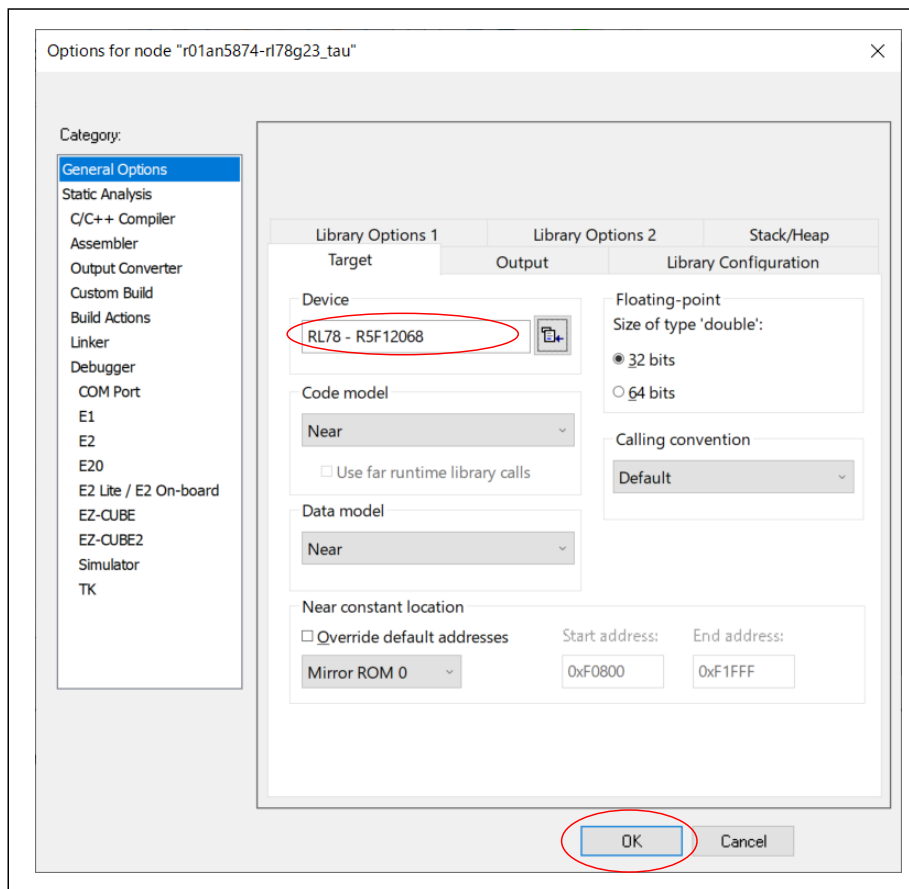 Options for node "r01an5874-rl78g23_tau"
Category:
General Options
Static Analysis
C/C++ Compiler
Assembler
Output Converter
Custom Build
Build Actions
Linker
Debugger
COM Port
E1
E2
E20
E2 Lite / E2 On-board
EZ-CUBE
EZ-CUBE2
Simulator
TK
Library Options 1
Library Options 2
Stack/Heap
Target
Output
Library Configuration
Device
RL78 - R5F12068
Code model
Near
Use far runtime library calls
Data model
Near
Floating-point
Size of type 'double':
32 bits
64 bits
Calling convention
Default
Near constant location
Override default addresses
Mirror ROM 0
Start address:
0xF0800
End address:
0xF1FFF
OK
Cancel